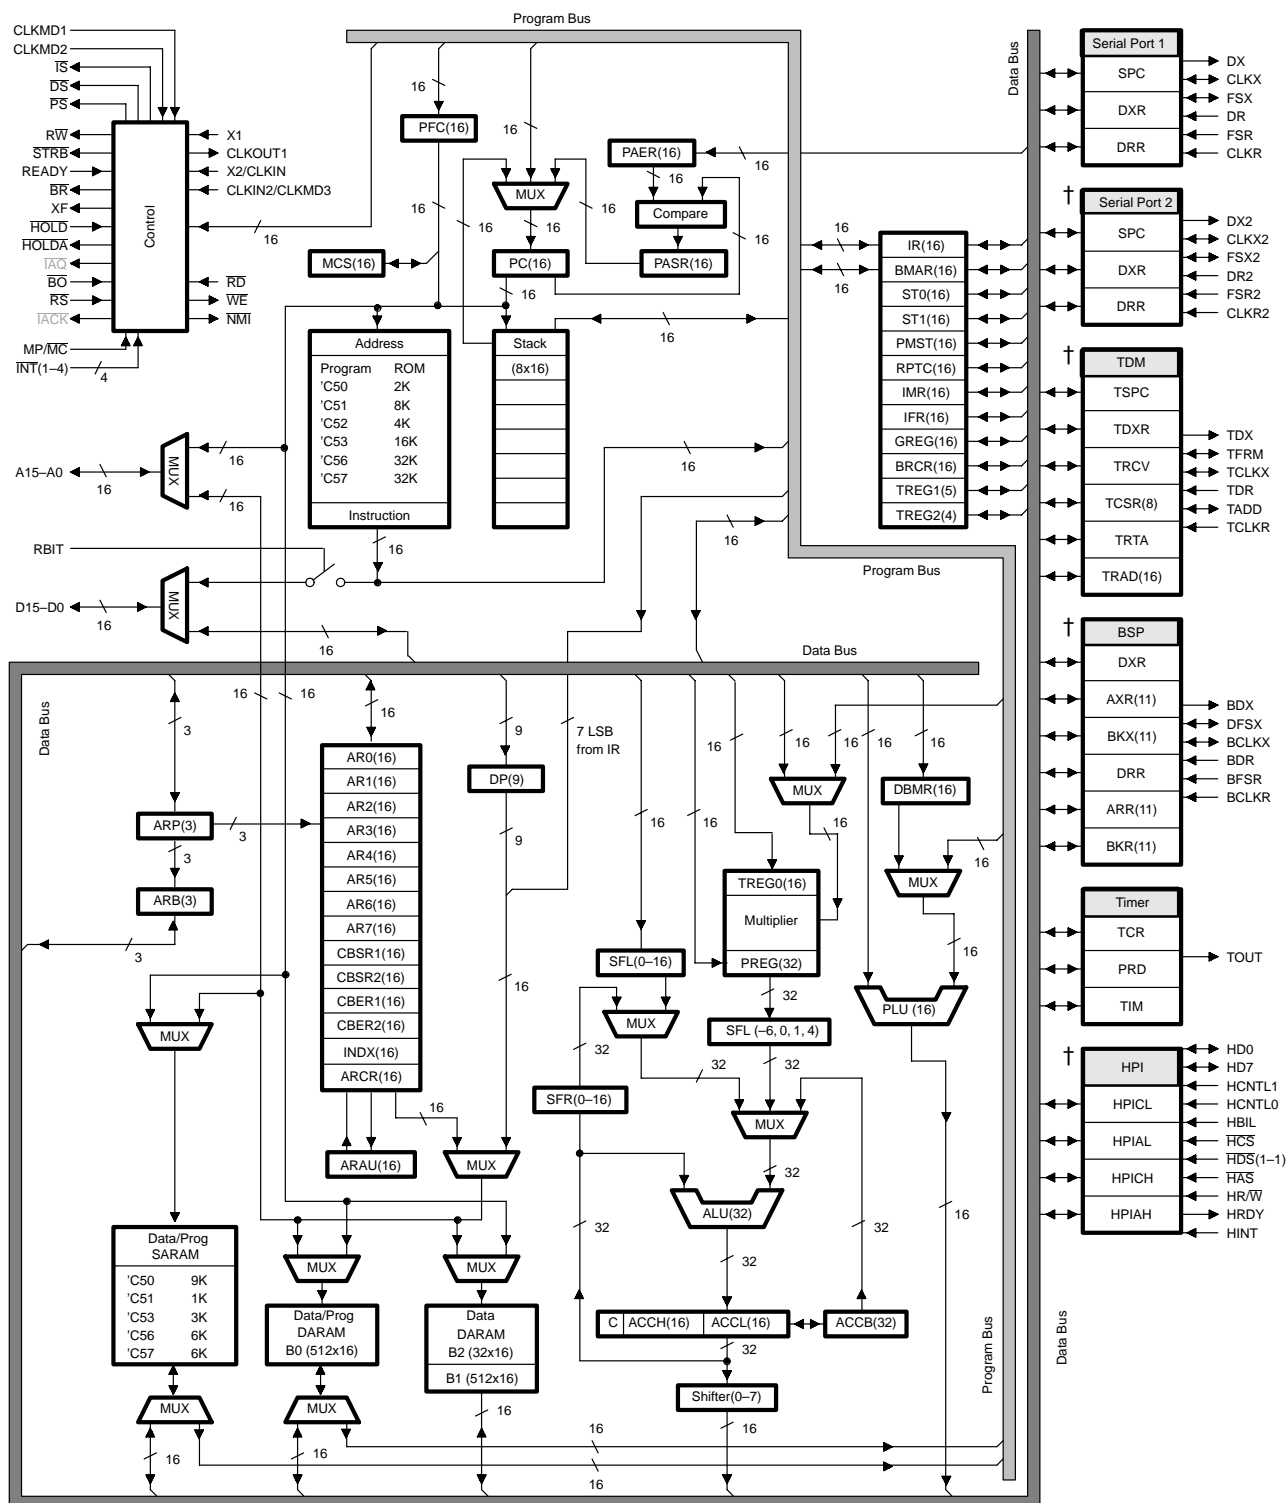 Program Bus
CLKMD1
CLKMD2
IS
DS
PS
RW
STRB
READY
BR
XF
HOLD
HOLDA
IAQ
BO
RS
IACK
MP/MC
INT(1–4)
4
Control
X1
CLKOUT1
X2/CLKIN
CLKIN2/CLKMD3
16
RD
WE
NMI
16
PFC(16)
16
16
MUX
16
16
16
MCS(16)
PC(16)
16
PAER(16)
16
16
Compare
PASR(16)
16
Address
Program ROM
'C50 2K
'C51 8K
'C52 4K
'C53 16K
'C56 32K
'C57 32K
Instruction
16
Stack
(8x16)
16
16
16
A15–A0
16
MUX
16
16
RBIT
D15–D0
16
MUX
16
16
16
IR(16)
BMAR(16)
ST0(16)
ST1(16)
PMST(16)
RPTC(16)
IMR(16)
IFR(16)
GREG(16)
BRCR(16)
TREG1(5)
TREG2(4)
Program Bus
Data Bus
Data Bus
Data Bus
Serial Port 1
SPC
DXR
DRR
DX
CLKX
FSX
DR
FSR
CLKR
†
Serial Port 2
SPC
DXR
DRR
DX2
CLKX2
FSX2
DR2
FSR2
CLKR2
†
TDM
TSPC
TDXR
TRCV
TCSR(8)
TRTA
TRAD(16)
TDX
TFRM
TCLKX
TDR
TADD
TCLKR
†
BSP
DXR
AXR(11)
BKX(11)
DRR
ARR(11)
BKR(11)
BDX
DFSX
BCLKX
BDR
BFSR
BCLKR
Timer
TCR
PRD
TIM
TOUT
†
HPI
HPICL
HPIAL
HPICH
HPIAH
HD0
HD7
HCNTL1
HCNTL0
HBIL
HCS
HDS(1–1)
HAS
HR/W
HRDY
HINT
16
16
3
16
9
7 LSB
from IR
16
16
16
16
ARP(3)
3
3
ARB(3)
3
AR0(16)
AR1(16)
AR2(16)
AR3(16)
AR4(16)
AR5(16)
AR6(16)
AR7(16)
CBSR1(16)
CBSR2(16)
CBER1(16)
CBER2(16)
INDX(16)
ARCR(16)
16
ARAU(16)
MUX
DP(9)
9
16
MUX
DBMR(16)
16
16
16
16
TREG0(16)
Multiplier
PREG(32)
MUX
16
SFL(0–16)
32
PLU (16)
MUX
MUX
SFL (–6, 0, 1, 4)
32
32
32
SFR(0–16)
MUX
32
ALU(32)
32
32
16
32
Data/Prog
SARAM
'C50 9K
'C51 1K
'C53 3K
'C56 6K
'C57 6K
MUX
16
MUX
Data/Prog
DARAM
B0 (512x16)
MUX
16
MUX
Data
DARAM
B2 (32x16)
B1 (512x16)
16
C ACCH(16) ACCL(16)
ACCB(32)
32
Shifter(0–7)
16
16
16
Program Bus
Data Bus